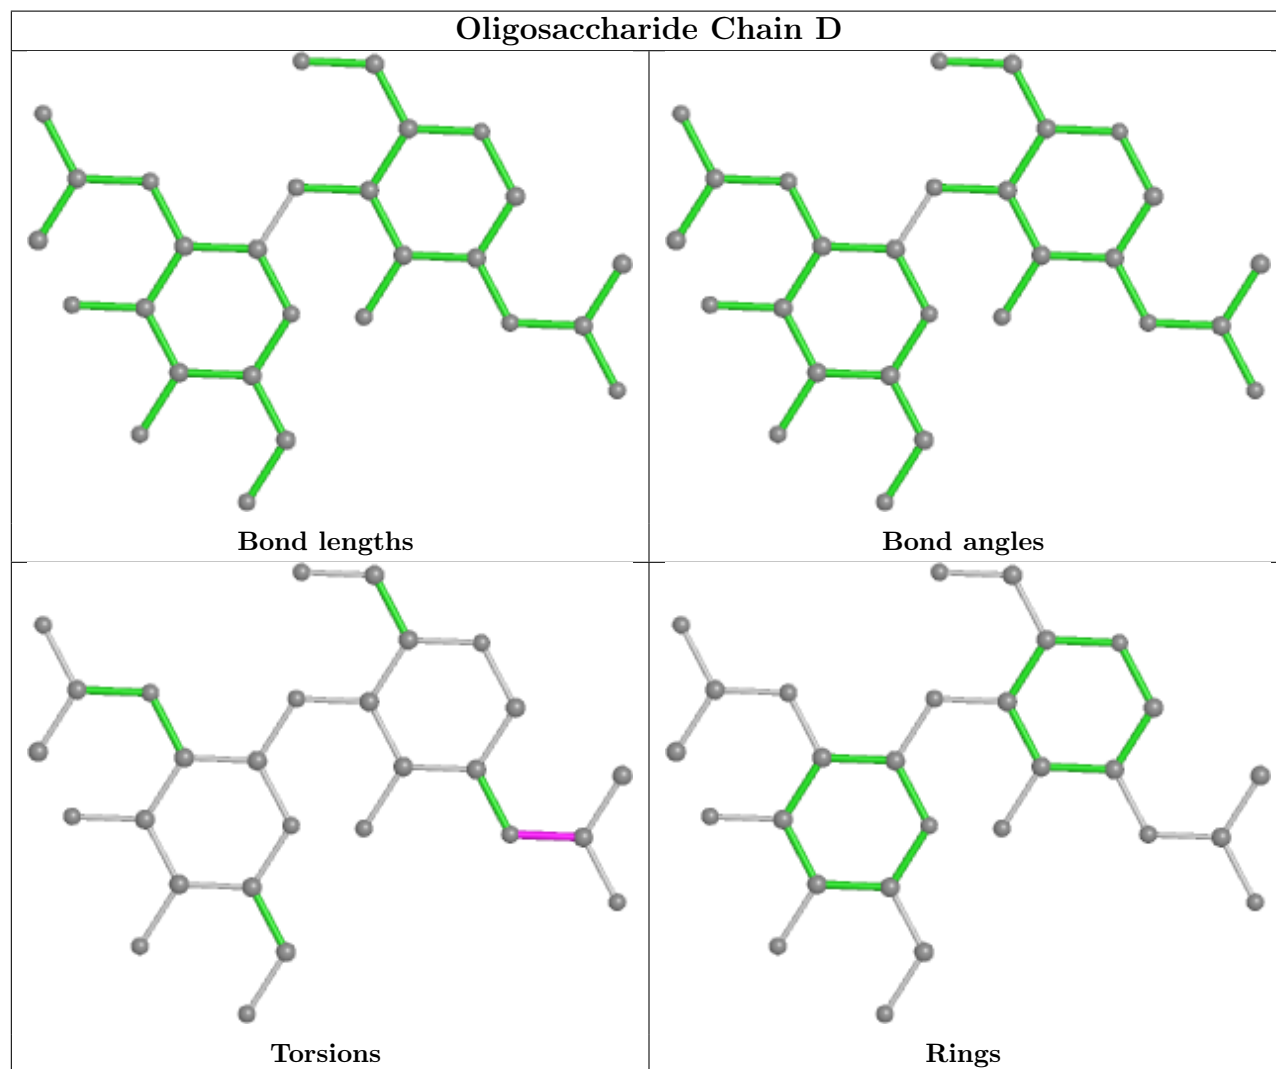 Oligosaccharide Chain D
Bond lengths
Bond angles
Torsions
Rings